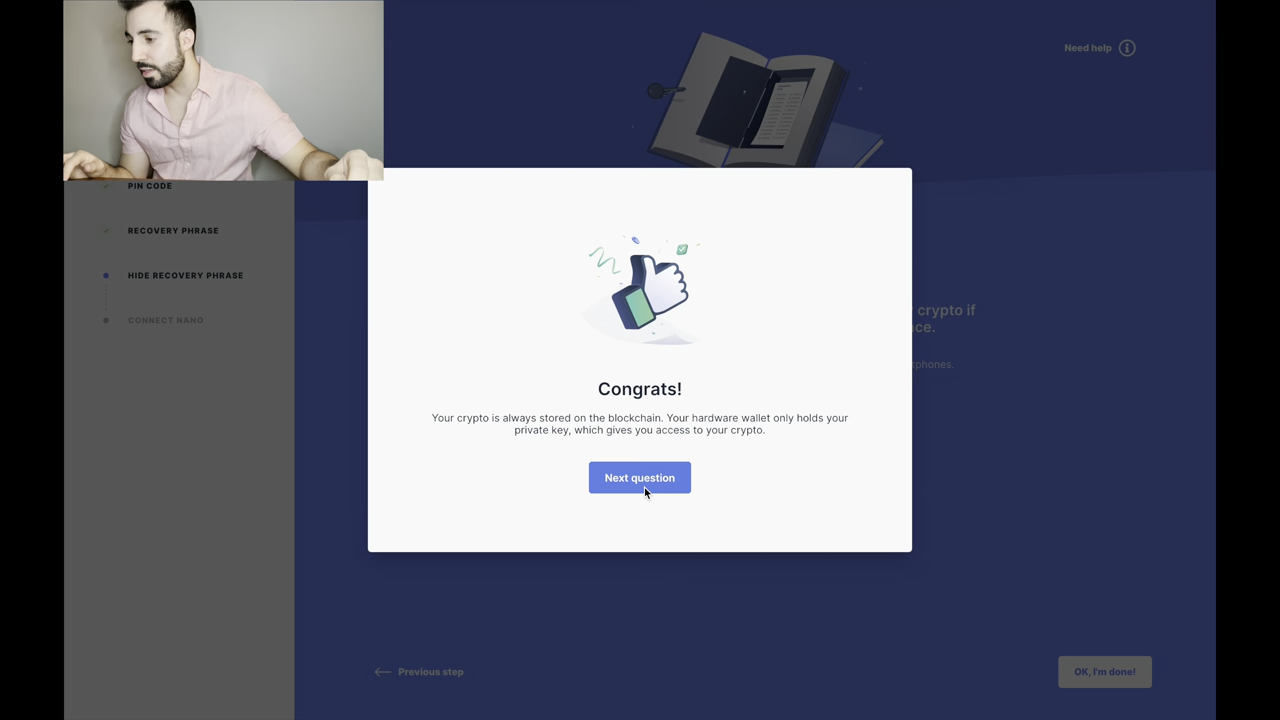 Need help
PIN CODE
RECOVERY PHRASE
HIDE RECOVERY PHRASE
CONNECT NANO
crypto if
ce.
tphones.
Congrats!
Your crypto is always stored on the blockchain. Your hardware wallet only holds your
private key, which gives you access to your crypto.
Next question
Previous step
OK, I'm done!